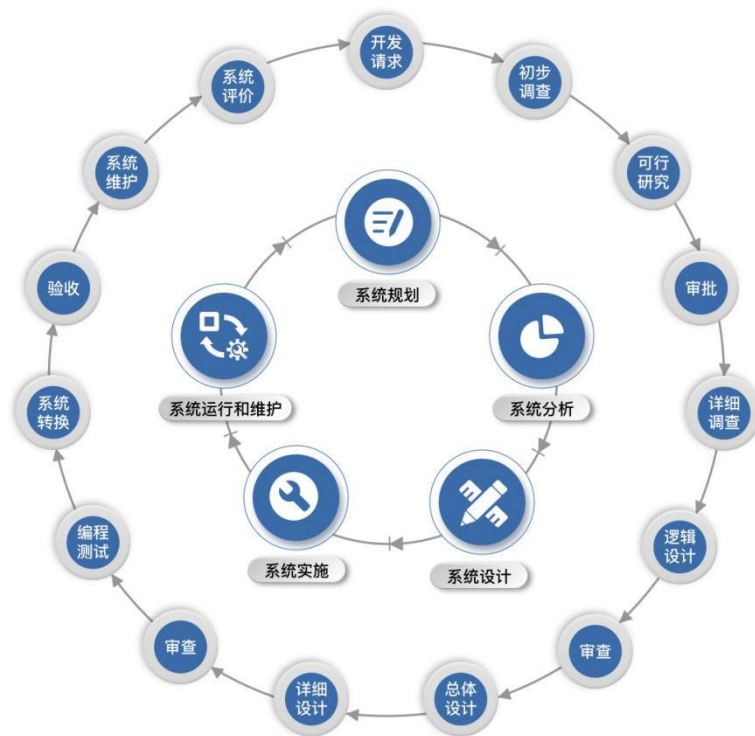 开发
请求
初步
调查
可行
研究
审批
详细
调查
逻辑
设计
审查
总体
设计
详细
设计
审查
编程
测试
系统
转换
验收
系统
维护
系统
评价
系统规划
系统分析
系统设计
系统实施
系统运行和维护